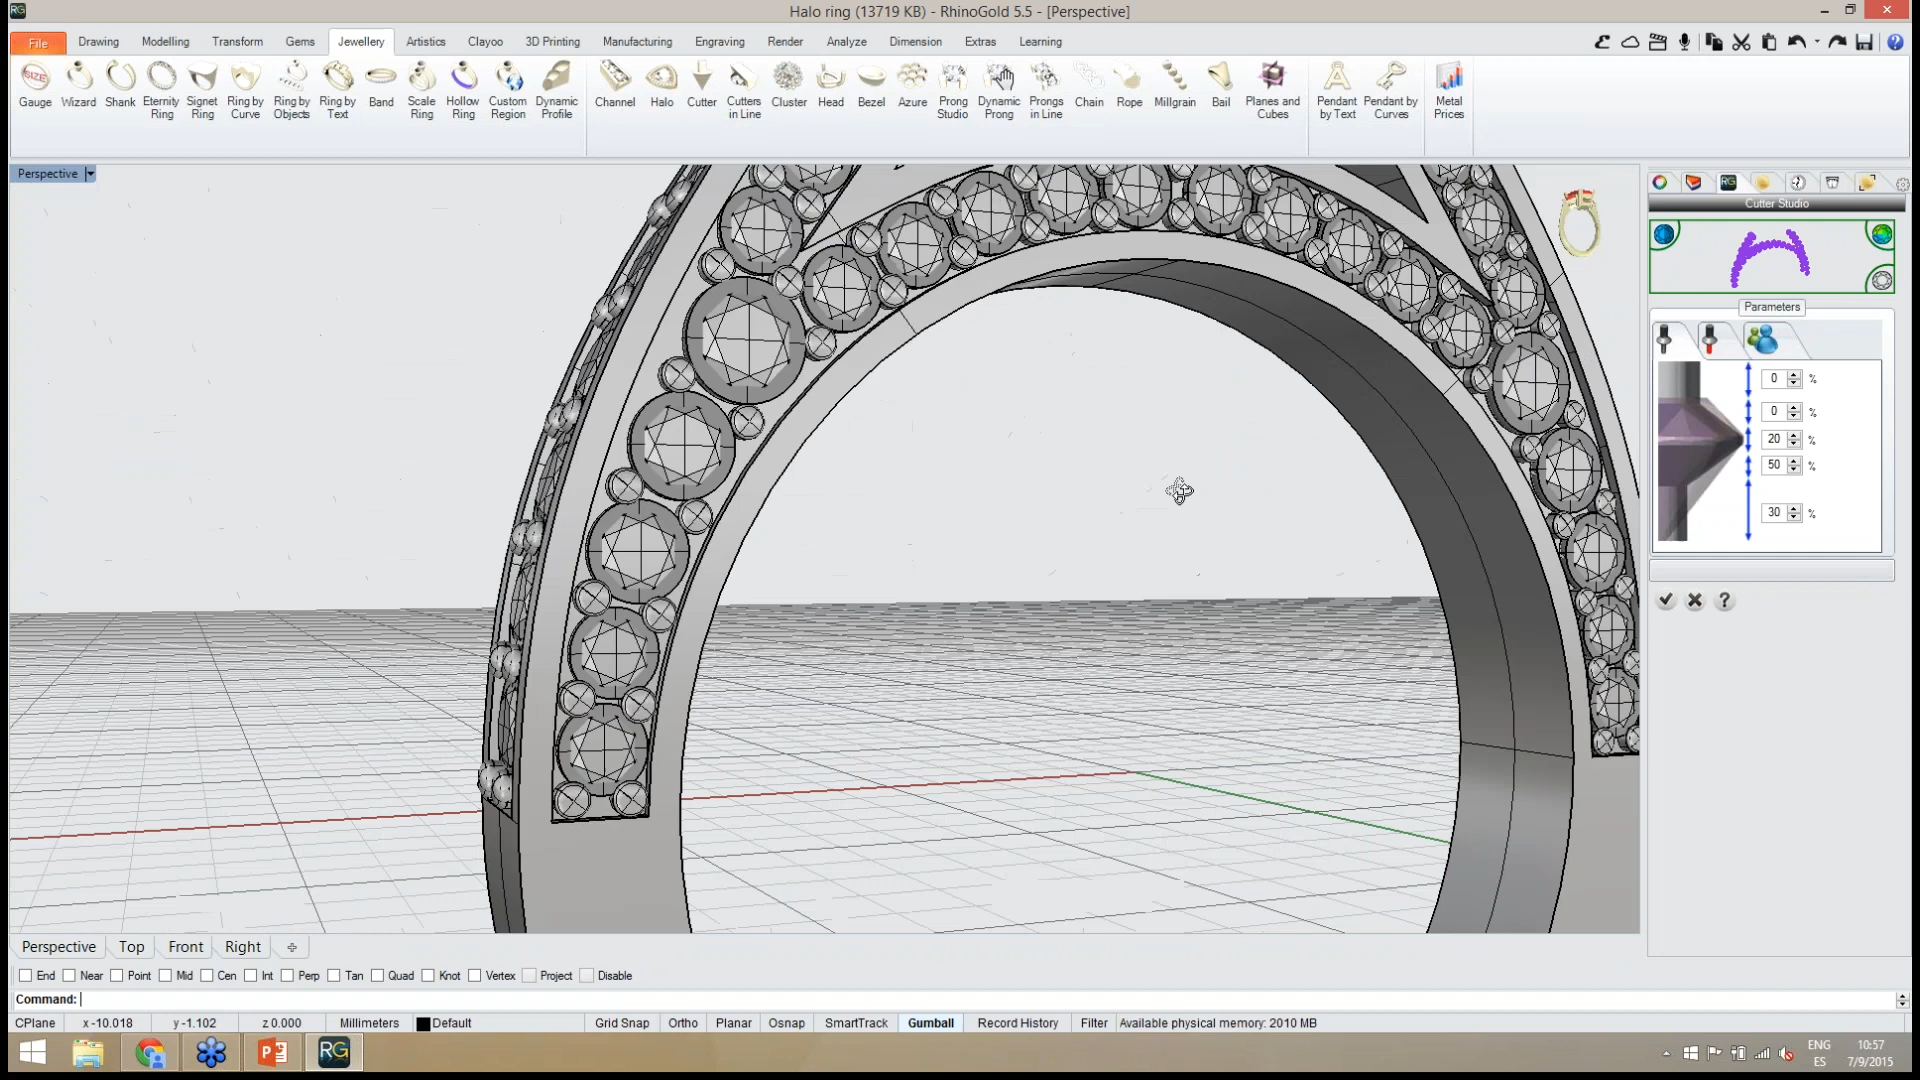 RG Halo ring (13719 KB) - RhinoGold 5.5 - [Perspective]
File Drawing Modelling Transform Gems Jewellery Artistics Clayoo 3D Printing Manufacturing Engraving Render Analyze Dimension Extras Learning
SIZE
Gauge Wizard Shank Eternity Ring Signet Ring Ring by Curve Ring by Objects Ring by Text Band Scale Ring Hollow Ring Custom Region Dynamic Profile Channel Halo Cutter Cutters in Line Cluster Head Bezel Azure Prong Studio Dynamic Prong Prongs in Line Chain Rope Millgrain Bail Planes and Cubes Pendant by Text Pendant by Curves Metal Prices
Perspective
RG
Cutter Studio
Parameters
0 %
0 %
20 %
50 %
30 %
Perspective Top Front Right
End Near Point Mid Cen Int Perp Tan Quad Knot Vertex Project Disable
Command:
CPlane x -10.018 y -1.102 z 0.000 Millimeters Default Grid Snap Ortho Planar Osnap SmartTrack Gumball Record History Filter Available physical memory: 2010 MB
RG
ENG 10:57
ES 7/9/2015